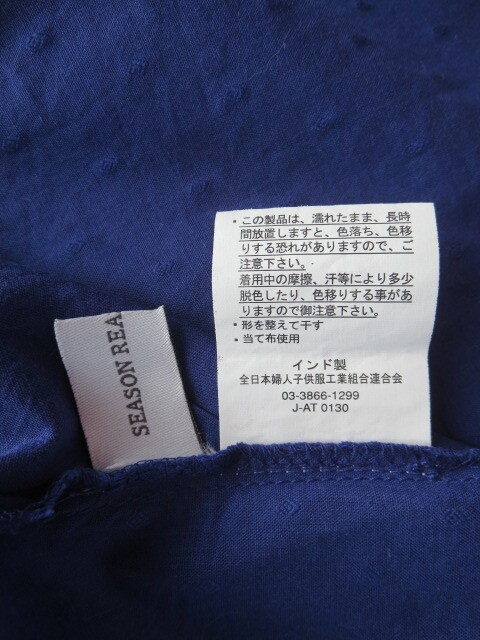 ・この製品は、濡れたまま、長時
間放置しますと、色落ち、色移
りする恐れがありますので、ご
注意下さい。
着用中の摩擦、汗等により多少
脱色したり、色移りする事があ
りますので御注意下さい。
・形を整えて干す
・当て布使用
インド製
全日本婦人子供服工業組合連合会
03-3866-1299
J-AT 0130
SEASON REA